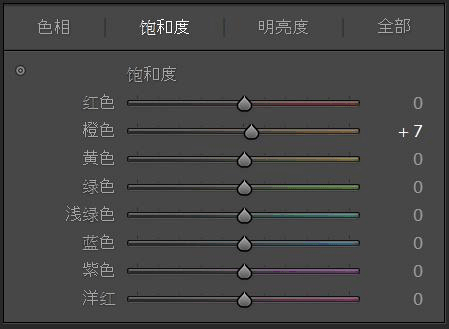 色相 饱和度 明亮度 全部
饱和度
红色 0
橙色 + 7
黄色 0
绿色 0
浅绿色 0
蓝色 0
紫色 0
洋红 0